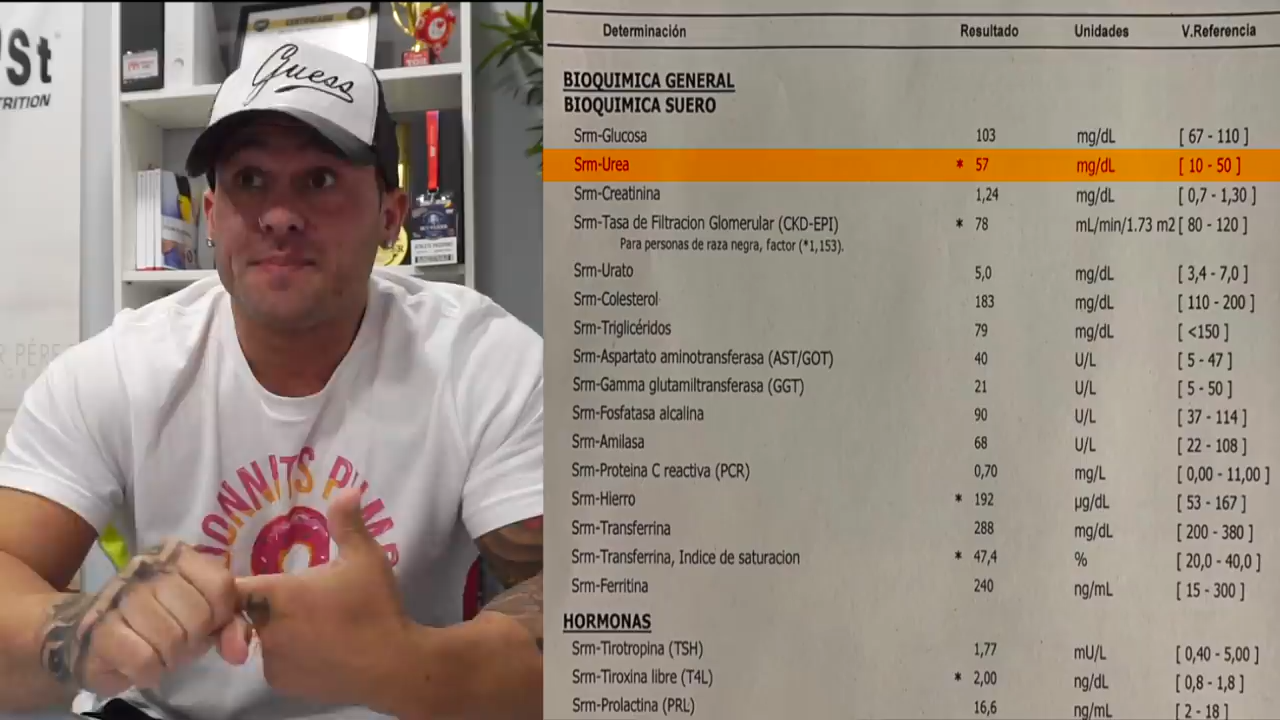 St
TRITION
R PÉRE
CERTIFICADO
Guess
DONNITS PUMP
Determinación Resultado Unidades V.Referencia
BIOQUIMICA GENERAL
BIOQUIMICA SUERO
Srm-Glucosa 103 mg/dL [ 67 - 110 ]
Srm-Urea * 57 mg/dL [ 10 - 50 ]
Srm-Creatinina 1,24 mg/dL [ 0,7 - 1,30 ]
Srm-Tasa de Filtracion Glomerular (CKD-EPI) * 78 mL/min/1.73 m2 [ 80 - 120 ]
Para personas de raza negra, factor (*1,153).
Srm-Urato 5,0 mg/dL [ 3,4 - 7,0 ]
Srm-Colesterol 183 mg/dL [ 110 - 200 ]
Srm-Triglicéridos 79 mg/dL [ <150 ]
Srm-Aspartato aminotransferasa (AST/GOT) 40 U/L [ 5 - 47 ]
Srm-Gamma glutamiltransferasa (GGT) 21 U/L [ 5 - 50 ]
Srm-Fosfatasa alcalina 90 U/L [ 37 - 114 ]
Srm-Amilasa 68 U/L [ 22 - 108 ]
Srm-Proteina C reactiva (PCR) 0,70 mg/L [ 0,00 - 11,00 ]
Srm-Hierro * 192 µg/dL [ 53 - 167 ]
Srm-Transferrina 288 mg/dL [ 200 - 380 ]
Srm-Transferrina, Indice de saturacion * 47,4 % [ 20,0 - 40,0 ]
Srm-Ferritina 240 ng/mL [ 15 - 300 ]
HORMONAS
Srm-Tirotropina (TSH) 1,77 mU/L [ 0,40 - 5,00 ]
Srm-Tiroxina libre (T4L) * 2,00 ng/dL [ 0,8 - 1,8 ]
Srm-Prolactina (PRL) 16,6 ng/mL [ 2 - 18 ]